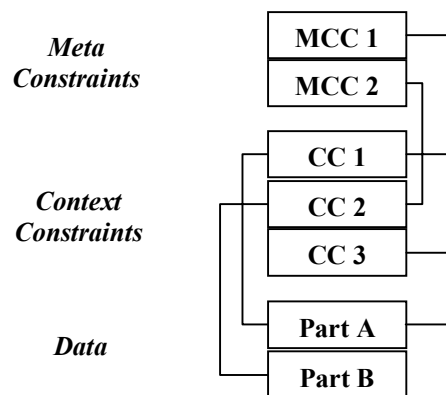 Meta
Constraints
MCC 1
MCC 2
Context
Constraints
CC 1
CC 2
CC 3
Data
Part A
Part B